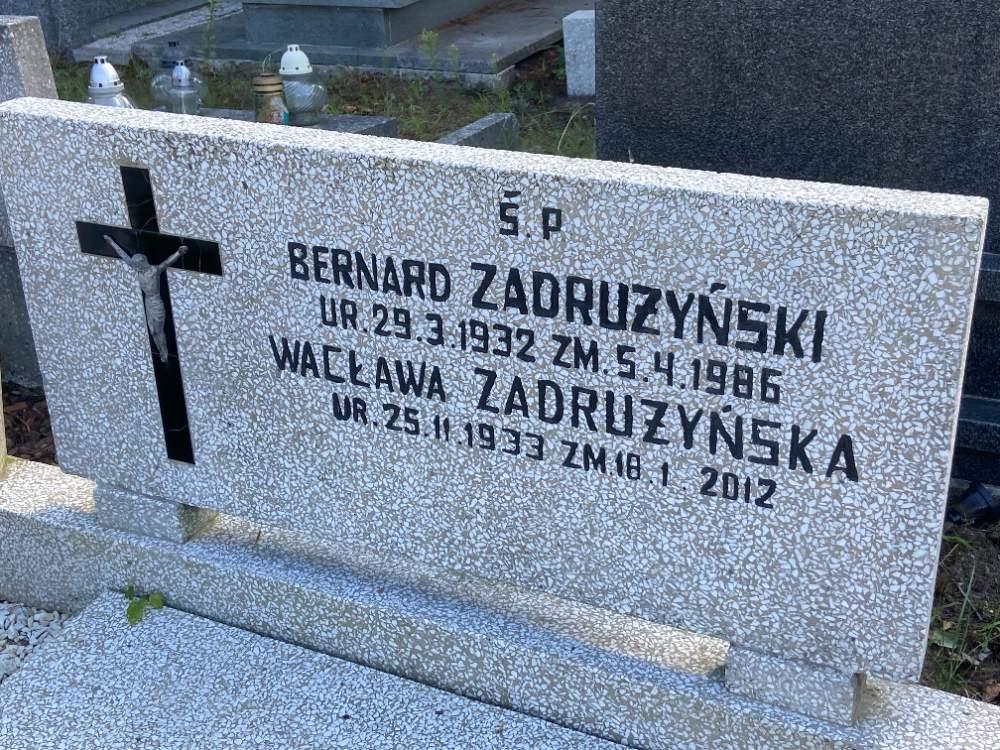 Ś.P
BERNARD ZADRUŻYŃSKI
UR.29.3.1932 ZM.5.4.1986
WACŁAWA ZADRUŻYŃSKA
UR.25.11.1933 ZM 18.1.2012